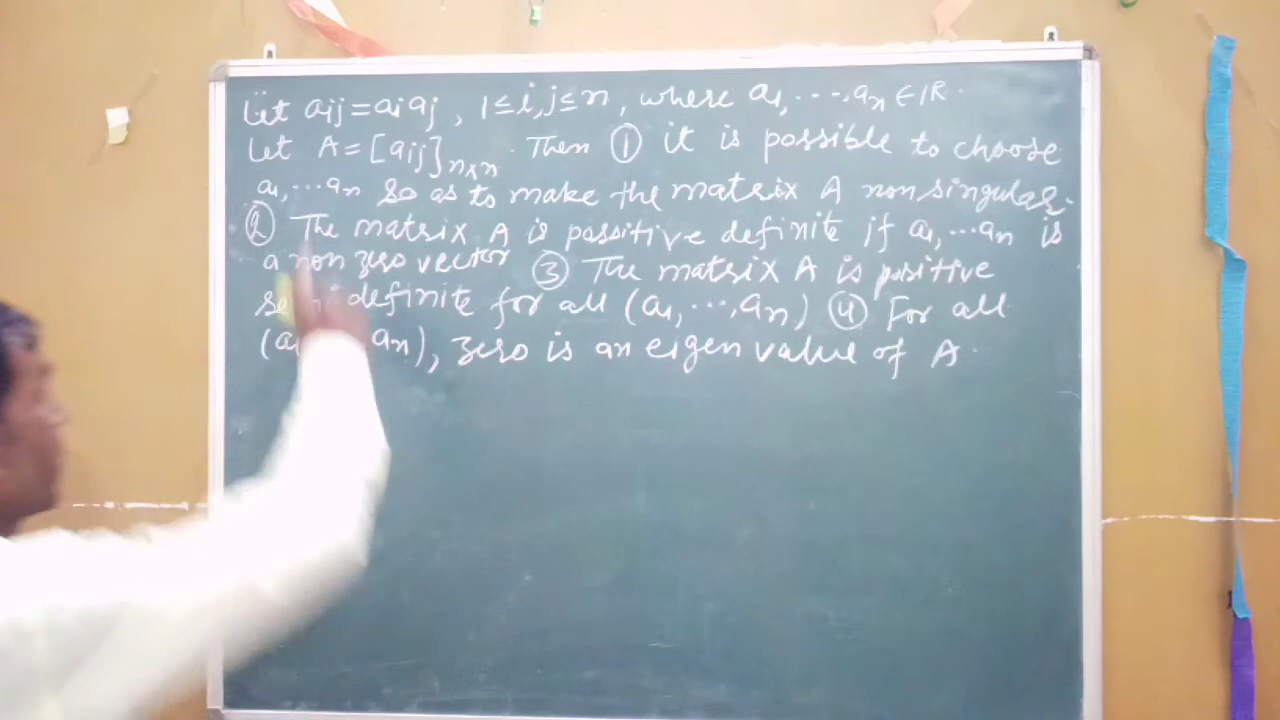 Let aij = ai aj , 1≤i,j≤n , where a1, ..., an ∈ IR.
Let A = [aij]n×n . Then ① it is possible to choose
a1, ... an so as to make the matrix A non singular.
② The matrix A is possitive definite if a1, ... an is
a non zero vector ③ The matrix A is positive
definite for all (a1, ..., an) ④ For all
(a1 an), zero is an eigen value of A.